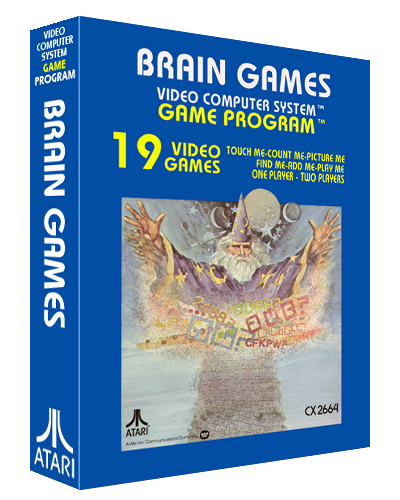 VIDEO
COMPUTER
SYSTEM
GAME
PROGRAM
BRAIN GAMES
ATARI
BRAIN GAMES
VIDEO COMPUTER SYSTEM™
GAME PROGRAM™
19 VIDEO
GAMES
TOUCH ME-COUNT ME-PICTURE ME
FIND ME-ADD ME-PLAY ME
ONE PLAYER - TWO PLAYERS
CFKPW
ATARI
A Warner Communications Company
CX2664